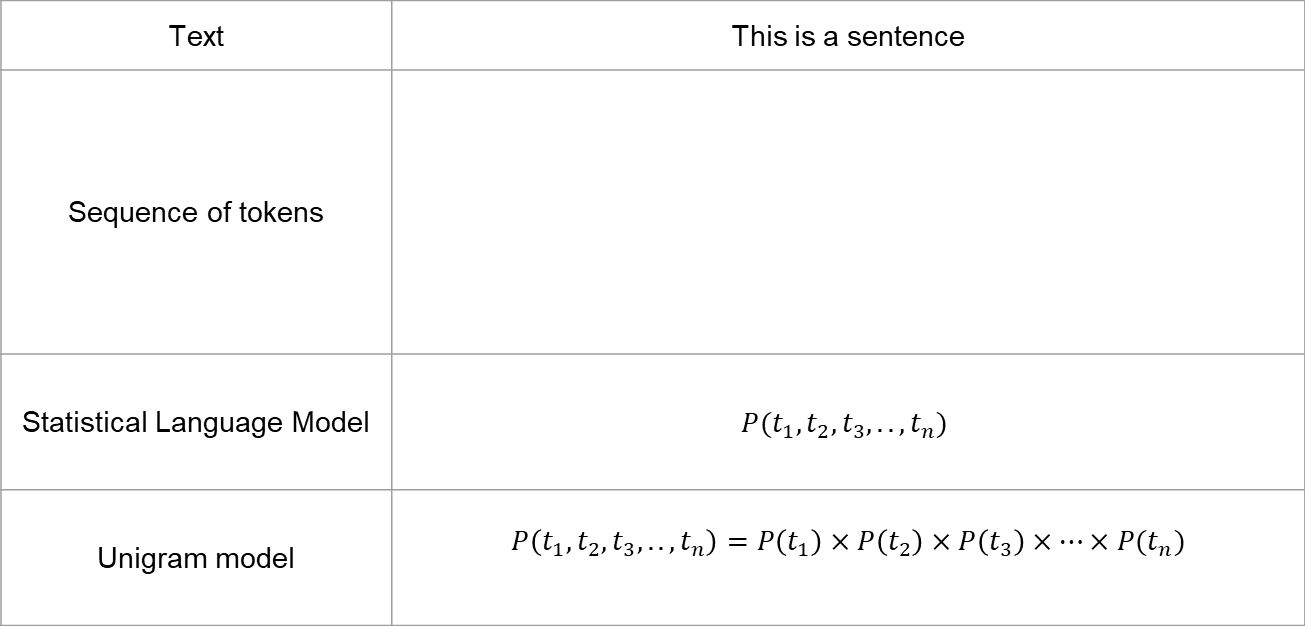 Text
This is a sentence
Sequence of tokens
Statistical Language Model
P(t₁, t₂, t₃, . . , tₙ)
Unigram model
P(t₁, t₂, t₃, . . , tₙ) = P(t₁) × P(t₂) × P(t₃) × ⋯ × P(tₙ)